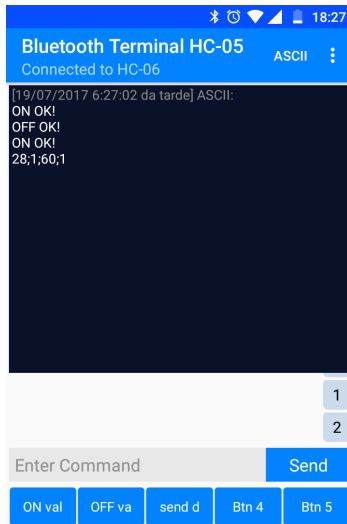 18:27
Bluetooth Terminal HC-05
Connected to HC-06
ASCII
[19/07/2017 6:27:02 da tarde] ASCII:
ON OK!
OFF OK!
ON OK!
28;1;60;1
1
2
Enter Command
Send
ON val
OFF va
send d
Btn 4
Btn 5